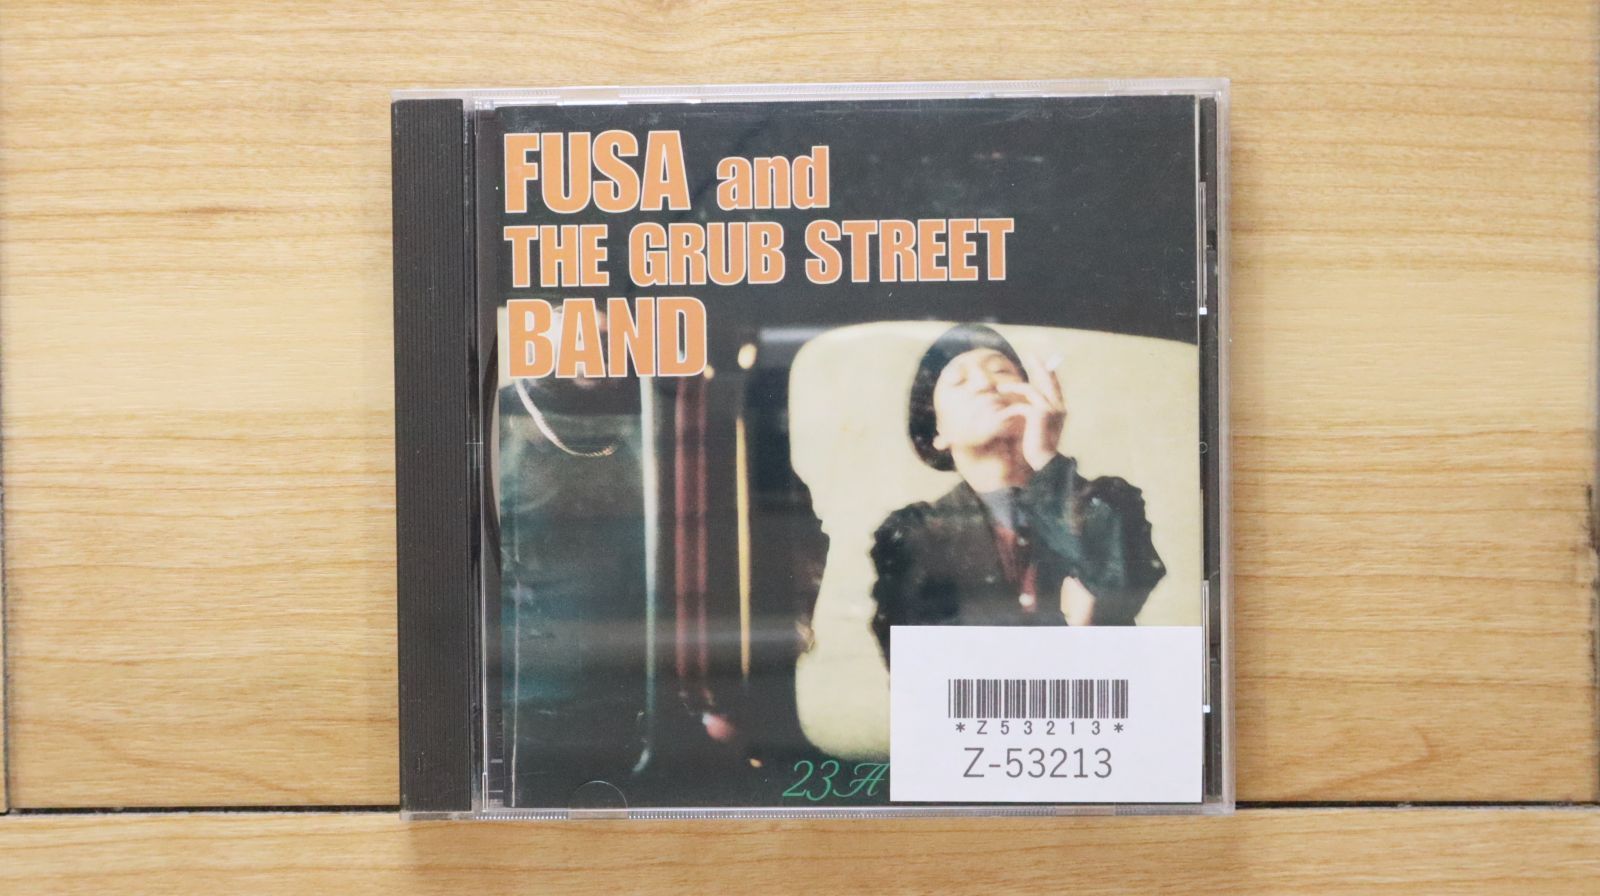 FUSA and
THE GRUB STREET
BAND
23 A
*Z53213*
Z-53213